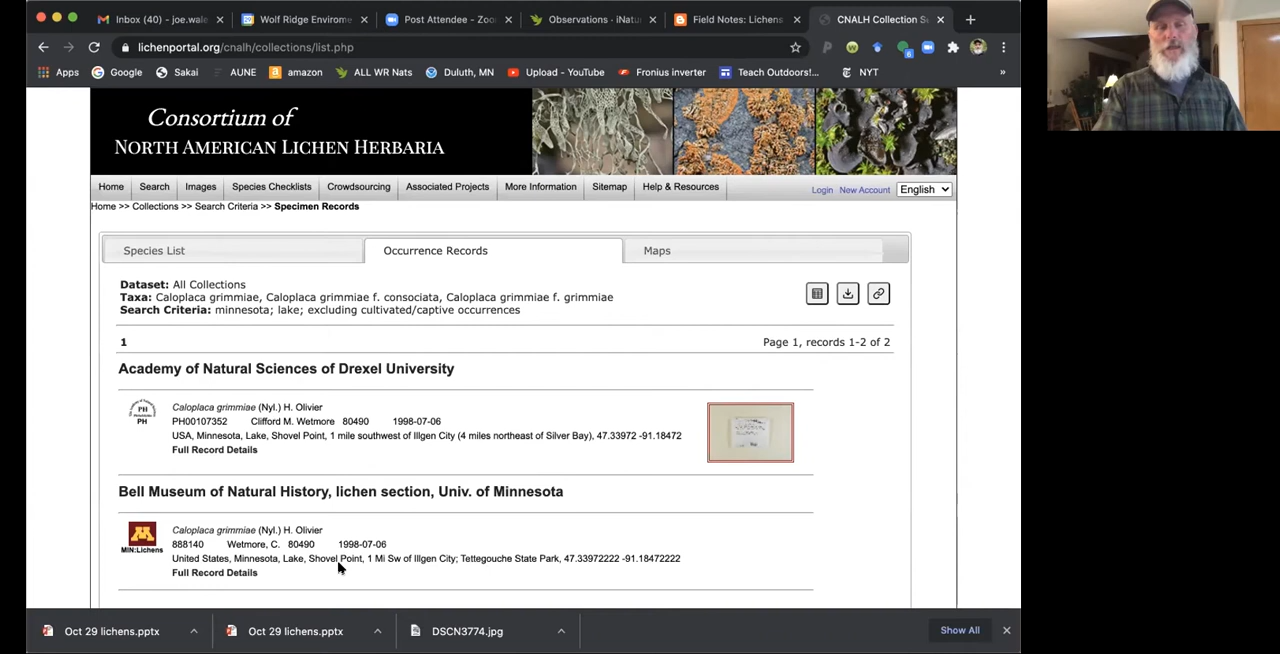 Inbox (40) - joe.wale
Wolf Ridge Envirome
Post Attendee - Zoo
Observations - iNatu
Field Notes: Lichens
CNALH Collection Se
lichenportal.org/cnalh/collections/list.php
Apps
Google
Sakai
AUNE
amazon
ALL WR Nats
Duluth, MN
Upload - YouTube
Fronius inverter
Teach Outdoors!...
NYT
»
Consortium of
NORTH AMERICAN LICHEN HERBARIA
Home
Search
Images
Species Checklists
Crowdsourcing
Associated Projects
More Information
Sitemap
Help & Resources
Login
New Account
English
Home >> Collections >> Search Criteria >> Specimen Records
Species List
Occurrence Records
Maps
Dataset: All Collections
Taxa: Caloplaca grimmiae, Caloplaca grimmiae f. consociata, Caloplaca grimmiae f. grimmiae
Search Criteria: minnesota; lake; excluding cultivated/captive occurrences
1
Page 1, records 1-2 of 2
Academy of Natural Sciences of Drexel University
PH
PH
Caloplaca grimmiae (Nyl.) H. Olivier
PH00107352 Clifford M. Wetmore 80490 1998-07-06
USA, Minnesota, Lake, Shovel Point, 1 mile southwest of Illgen City (4 miles northeast of Silver Bay), 47.33972 -91.18472
Full Record Details
Bell Museum of Natural History, lichen section, Univ. of Minnesota
M
MIN:Lichens
Caloplaca grimmiae (Nyl.) H. Olivier
888140 Wetmore, C. 80490 1998-07-06
United States, Minnesota, Lake, Shovel Point, 1 Mi Sw of Illgen City; Tettegouche State Park, 47.33972222 -91.18472222
Full Record Details
Oct 29 lichens.pptx
Oct 29 lichens.pptx
DSCN3774.jpg
Show All